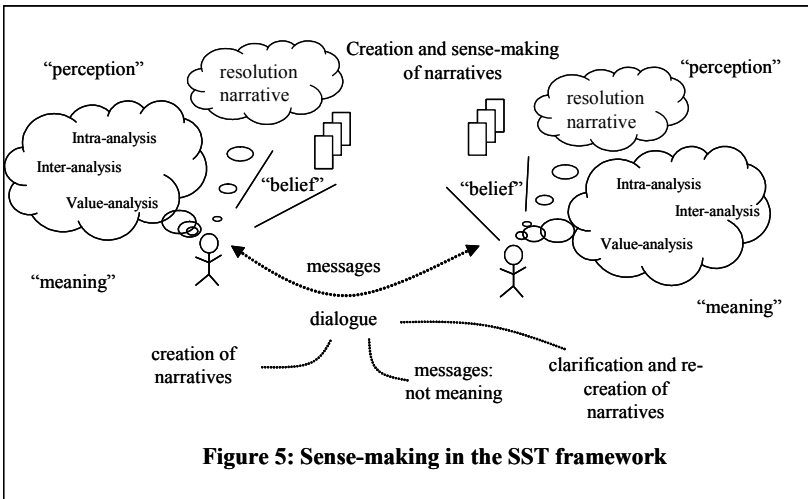 “perception”
resolution
narrative
Creation and sense-making
of narratives
“perception”
resolution
narrative
Intra-analysis
Inter-analysis
Value-analysis
“belief”
“belief”
Intra-analysis
Inter-analysis
Value-analysis
“meaning”
messages
“meaning”
dialogue
creation of
narratives
messages:
not meaning
clarification and re-
creation of
narratives
Figure 5: Sense-making in the SST framework